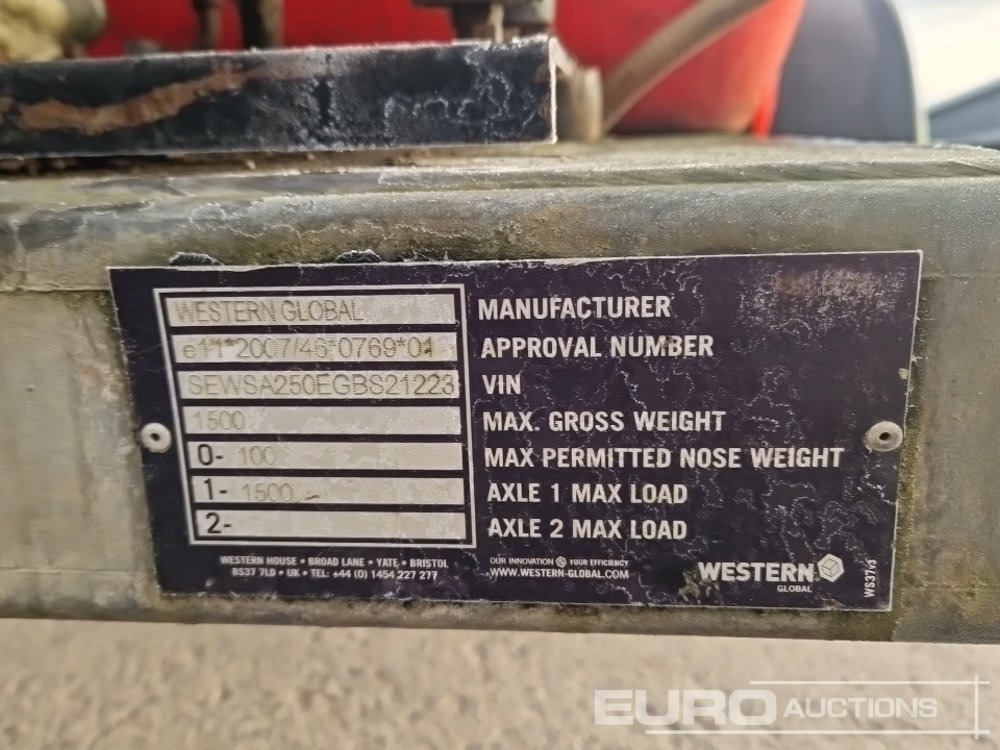 WESTERN GLOBAL MANUFACTURER
e11*2007/46*0769*01 APPROVAL NUMBER
SEWSA250EGBS21223 VIN
1500 MAX. GROSS WEIGHT
0- 100 MAX PERMITTED NOSE WEIGHT
1- 1500 AXLE 1 MAX LOAD
2- AXLE 2 MAX LOAD
WESTERN HOUSE • BROAD LANE • YATE • BRISTOL
BS37 7LD • UK • TEL: +44 (0) 1454 227 277
OUR INNOVATION YOUR EFFICIENCY
WWW.WESTERN-GLOBAL.COM
WESTERN
GLOBAL
WS37r3
EURO AUCTIONS